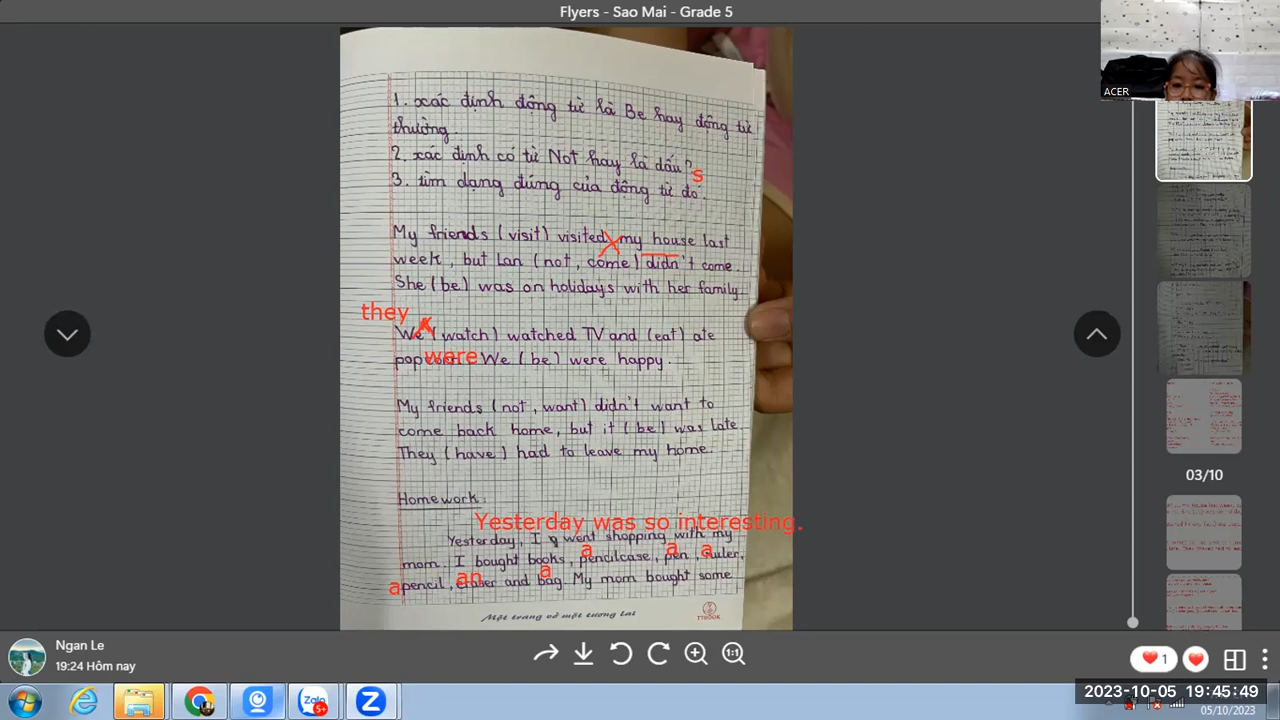 Flyers - Sao Mai - Grade 5
ACER
1. xác định động từ là Be hay động từ
thường.
2. xác định có từ Not hay là dấu ?
s
3. tìm dạng đúng của động từ đó.
My friends (visit) visited my house last
week, but Lan (not, come) didn't come.
She (be) was on holidays with her family
they
We (watch) watched TV and (eat) ate
were We (be) were happy.
My friends (not, want) didn't want to
come back home, but it (be) was late
They (have) had to leave my home.
Homework:
Yesterday was so interesting.
Yesterday, I went shopping with my
a a a
mom. I bought books, pencilcase, pen, ruler,
a an a
pencil, eraser and bag. My mom bought some
Một trang vở một tương lai
TTBOOK
03/10
Ngan Le
19:24 Hôm nay
1:1
1
Zalo
5+
2023-10-05 19:45:49
05/10/2023